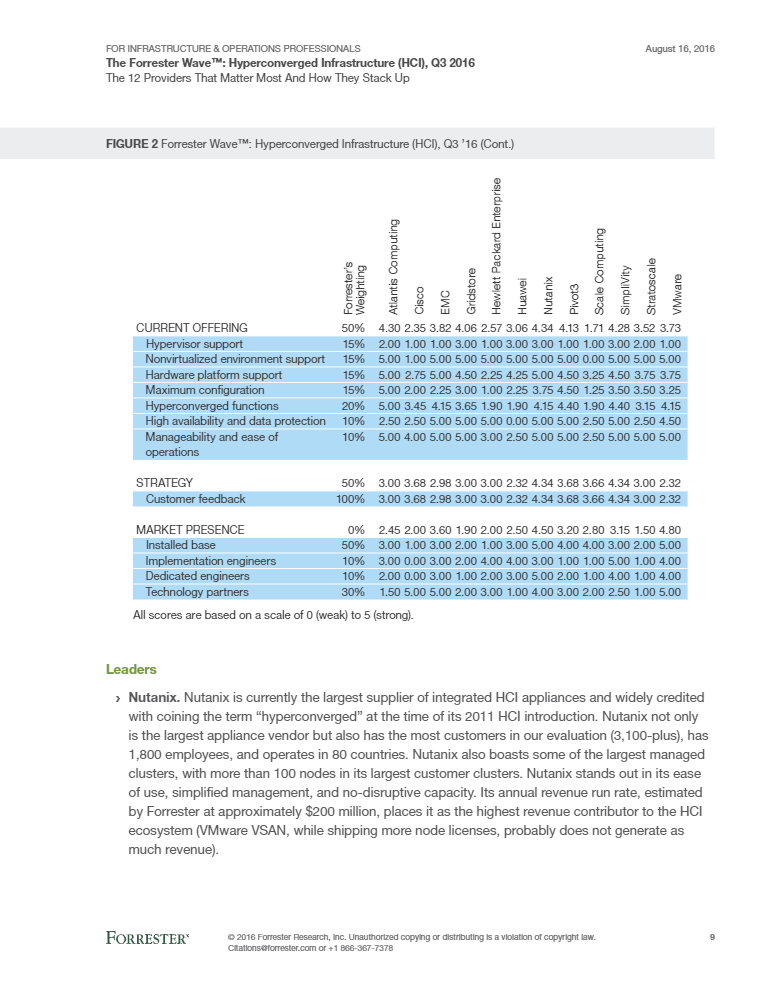 FOR INFRASTRUCTURE & OPERATIONS PROFESSIONALS
August 16, 2016
The Forrester Wave™: Hyperconverged Infrastructure (HCI), Q3 2016
The 12 Providers That Matter Most And How They Stack Up
FIGURE 2 Forrester Wave™: Hyperconverged Infrastructure (HCI), Q3 ’16 (Cont.)
Forrester’s
Weighting
Atlantis Computing
Cisco
EMC
Gridstore
Hewlett Packard Enterprise
Huawei
Nutanix
Pivot3
Scale Computing
SimpliVity
Stratoscale
VMware
CURRENT OFFERING 50% 4.30 2.35 3.82 4.06 2.57 3.06 4.34 4.13 1.71 4.28 3.52 3.73
Hypervisor support 15% 2.00 1.00 1.00 3.00 1.00 3.00 3.00 1.00 1.00 3.00 2.00 1.00
Nonvirtualized environment support 15% 5.00 1.00 5.00 5.00 5.00 5.00 5.00 5.00 0.00 5.00 5.00 5.00
Hardware platform support 15% 5.00 2.75 5.00 4.50 2.25 4.25 5.00 4.50 3.25 4.50 3.75 3.75
Maximum configuration 15% 5.00 2.00 2.25 3.00 1.00 2.25 3.75 4.50 1.25 3.50 3.50 3.25
Hyperconverged functions 20% 5.00 3.45 4.15 3.65 1.90 1.90 4.15 4.40 1.90 4.40 3.15 4.15
High availability and data protection 10% 2.50 2.50 5.00 5.00 5.00 0.00 5.00 5.00 2.50 5.00 2.50 4.50
Manageability and ease of 10% 5.00 4.00 5.00 5.00 3.00 2.50 5.00 5.00 2.50 5.00 5.00 5.00
operations
STRATEGY 50% 3.00 3.68 2.98 3.00 3.00 2.32 4.34 3.68 3.66 4.34 3.00 2.32
Customer feedback 100% 3.00 3.68 2.98 3.00 3.00 2.32 4.34 3.68 3.66 4.34 3.00 2.32
MARKET PRESENCE 0% 2.45 2.00 3.60 1.90 2.00 2.50 4.50 3.20 2.80 3.15 1.50 4.80
Installed base 50% 3.00 1.00 3.00 2.00 1.00 3.00 5.00 4.00 4.00 3.00 2.00 5.00
Implementation engineers 10% 3.00 0.00 3.00 2.00 4.00 4.00 3.00 1.00 1.00 5.00 1.00 4.00
Dedicated engineers 10% 2.00 0.00 3.00 1.00 2.00 3.00 5.00 2.00 1.00 4.00 1.00 4.00
Technology partners 30% 1.50 5.00 5.00 2.00 3.00 1.00 4.00 3.00 2.00 2.50 1.00 5.00
All scores are based on a scale of 0 (weak) to 5 (strong).
Leaders
› Nutanix. Nutanix is currently the largest supplier of integrated HCI appliances and widely credited
with coining the term “hyperconverged” at the time of its 2011 HCI introduction. Nutanix not only
is the largest appliance vendor but also has the most customers in our evaluation (3,100-plus), has
1,800 employees, and operates in 80 countries. Nutanix also boasts some of the largest managed
clusters, with more than 100 nodes in its largest customer clusters. Nutanix stands out in its ease
of use, simplified management, and no-disruptive capacity. Its annual revenue run rate, estimated
by Forrester at approximately $200 million, places it as the highest revenue contributor to the HCI
ecosystem (VMware VSAN, while shipping more node licenses, probably does not generate as
much revenue).
FORRESTER
© 2016 Forrester Research, Inc. Unauthorized copying or distributing is a violation of copyright law.
9
Citations@forrester.com or +1 866-367-7378